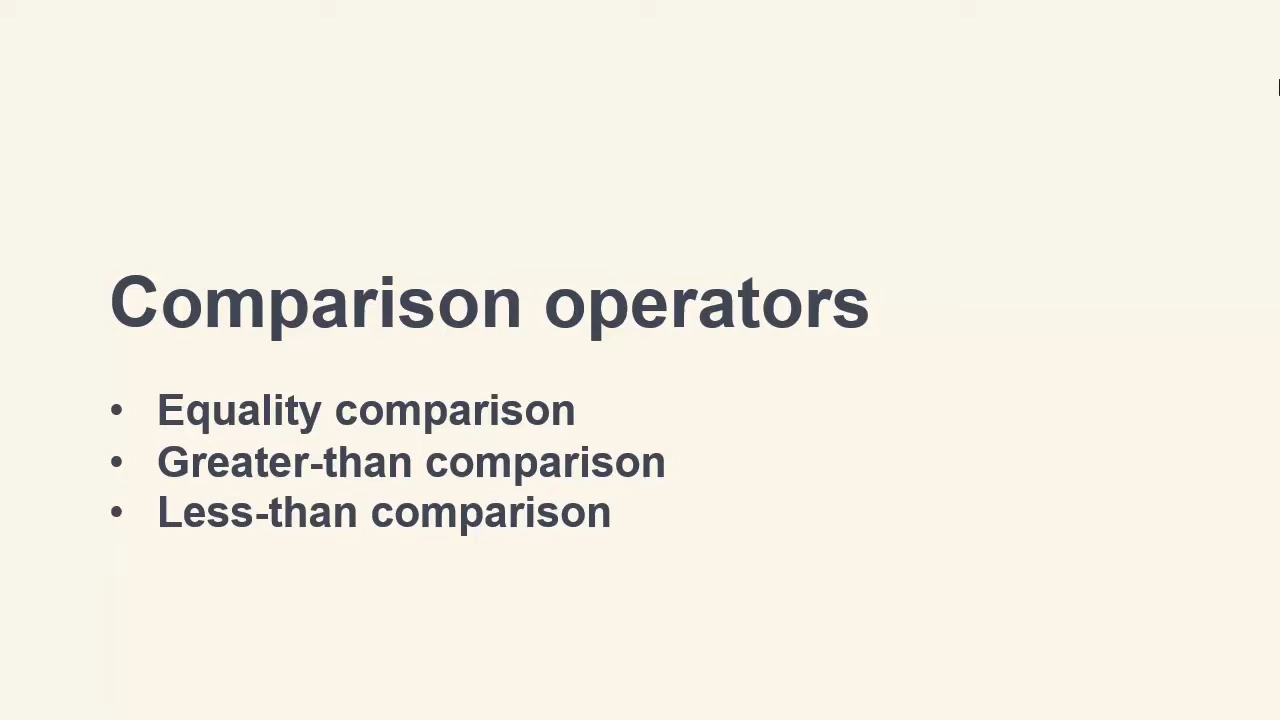 Comparison operators
• Equality comparison
• Greater-than comparison
• Less-than comparison